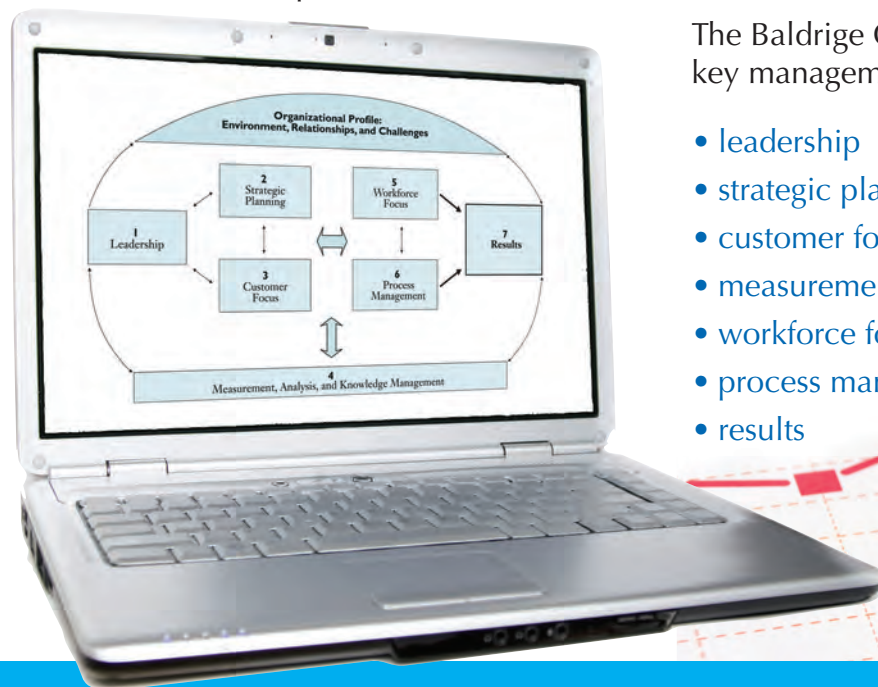 Organizational Profile:
Environment, Relationships, and Challenges
2
Strategic
Planning
5
Workforce
Focus
1
Leadership
7
Results
3
Customer
Focus
6
Process
Management
4
Measurement, Analysis, and Knowledge Management
The Baldrige
key managem
• leadership
• strategic pla
• customer fo
• measureme
• workforce fo
• process man
• results